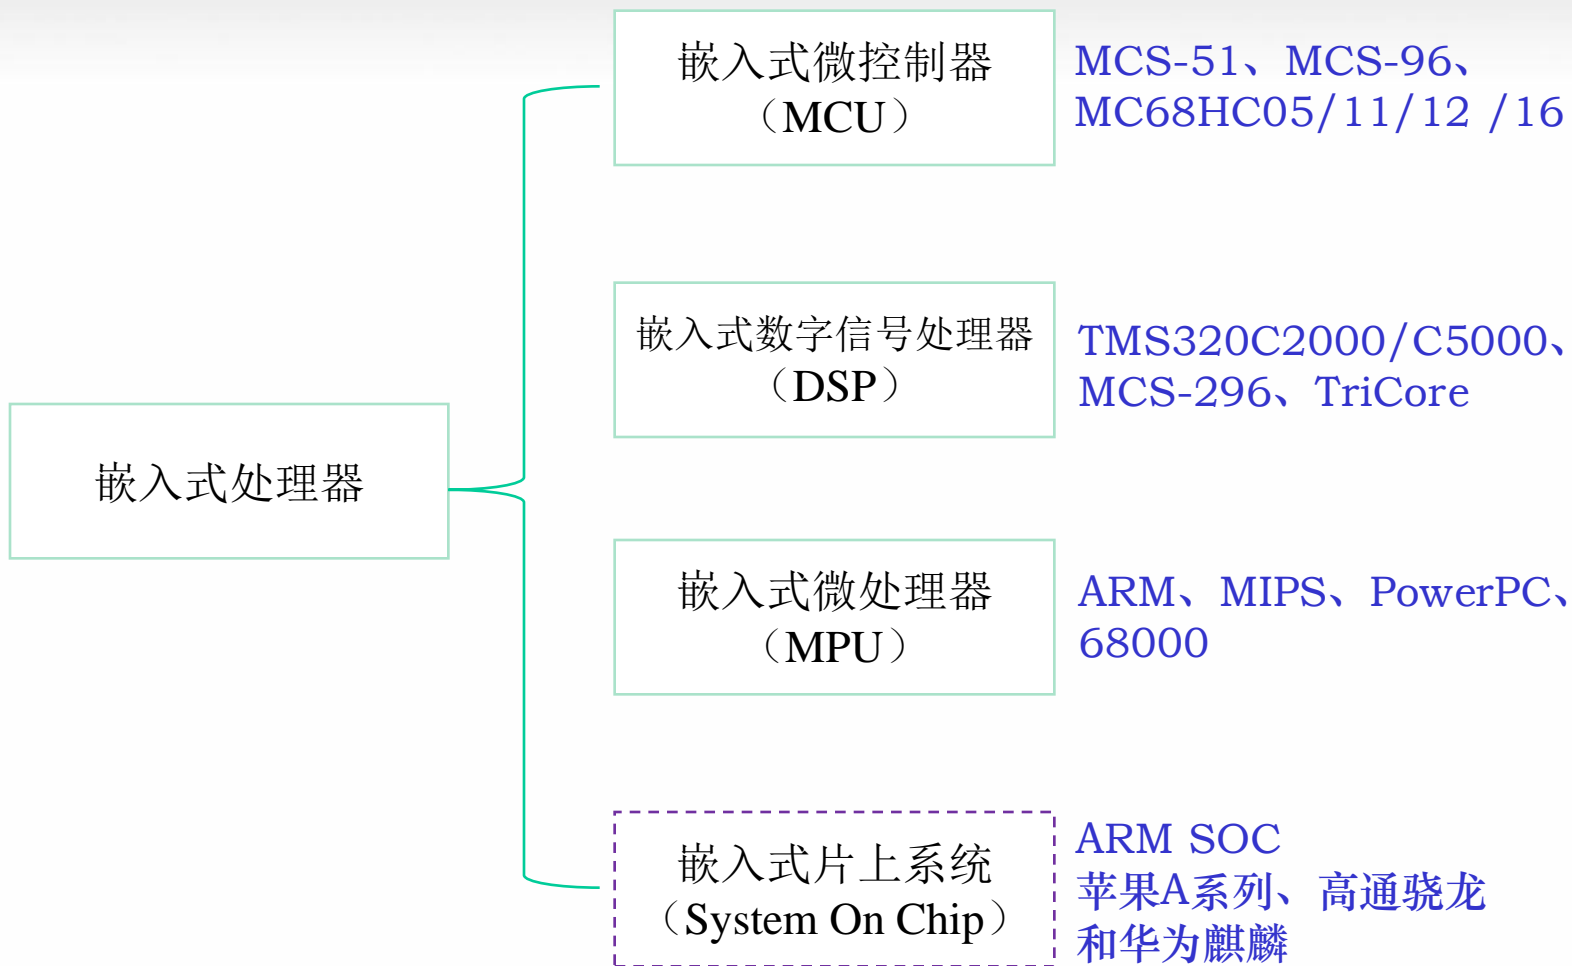 嵌入式处理器
嵌入式微控制器
（MCU）
MCS-51、MCS-96、
MC68HC05/11/12 /16
嵌入式数字信号处理器
（DSP）
TMS320C2000/C5000、
MCS-296、TriCore
嵌入式微处理器
（MPU）
ARM、MIPS、PowerPC、
68000
嵌入式片上系统
（System On Chip）
ARM SOC
苹果A系列、高通骁龙
和华为麒麟